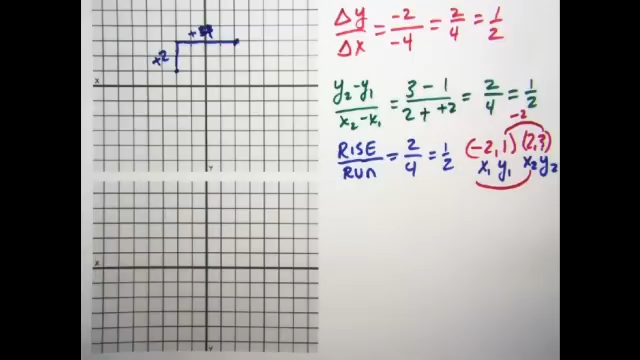 Δy/Δx = -2/-4 = 2/4 = 1/2
y₂-y₁/x₂-x₁ = 3-1/2++2 = 2/4 = 1/2
-2
RISE/RUN = 2/4 = 1/2 (-2,1) (2,3)
x₁ y₁ x₂ y₂
+2
x
y
x
y